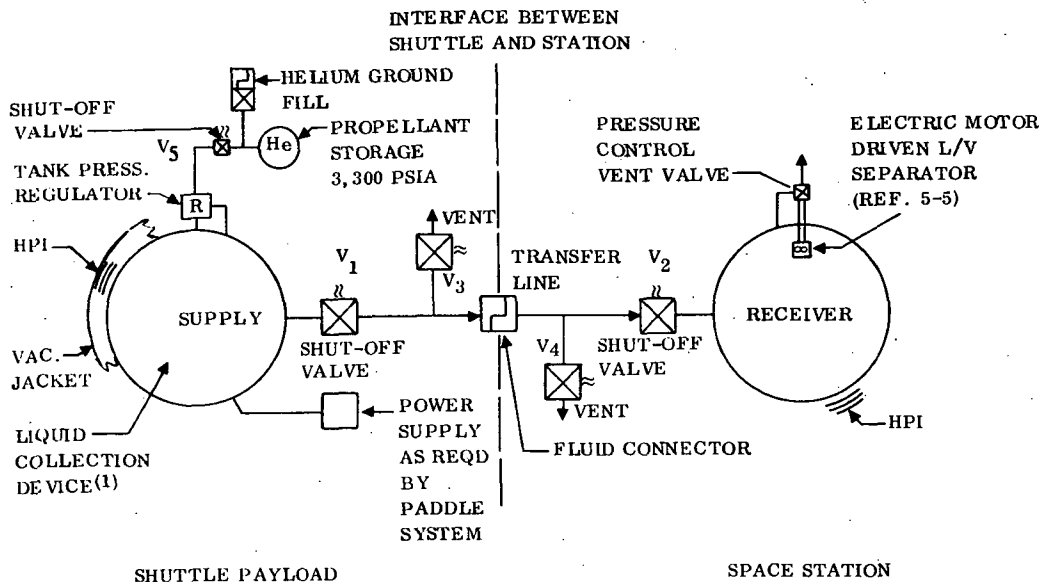 INTERFACE BETWEEN
SHUTTLE AND STATION
HELIUM GROUND
FILL
SHUT-OFF
VALVE
V5
He
PROPELLANT
STORAGE
3,300 PSIA
TANK PRESS.
REGULATOR
R
HPI
VAC.
JACKET
SUPPLY
LIQUID
COLLECTION
DEVICE(1)
V1
SHUT-OFF
VALVE
VENT
V3
POWER
SUPPLY
AS REQD
BY
PADDLE
SYSTEM
TRANSFER
LINE
V4
VENT
FLUID CONNECTOR
V2
SHUT-OFF
VALVE
PRESSURE
CONTROL
VENT VALVE
ELECTRIC MOTOR
DRIVEN L/V
SEPARATOR
(REF. 5-5)
RECEIVER
HPI
SHUTTLE PAYLOAD
SPACE STATION